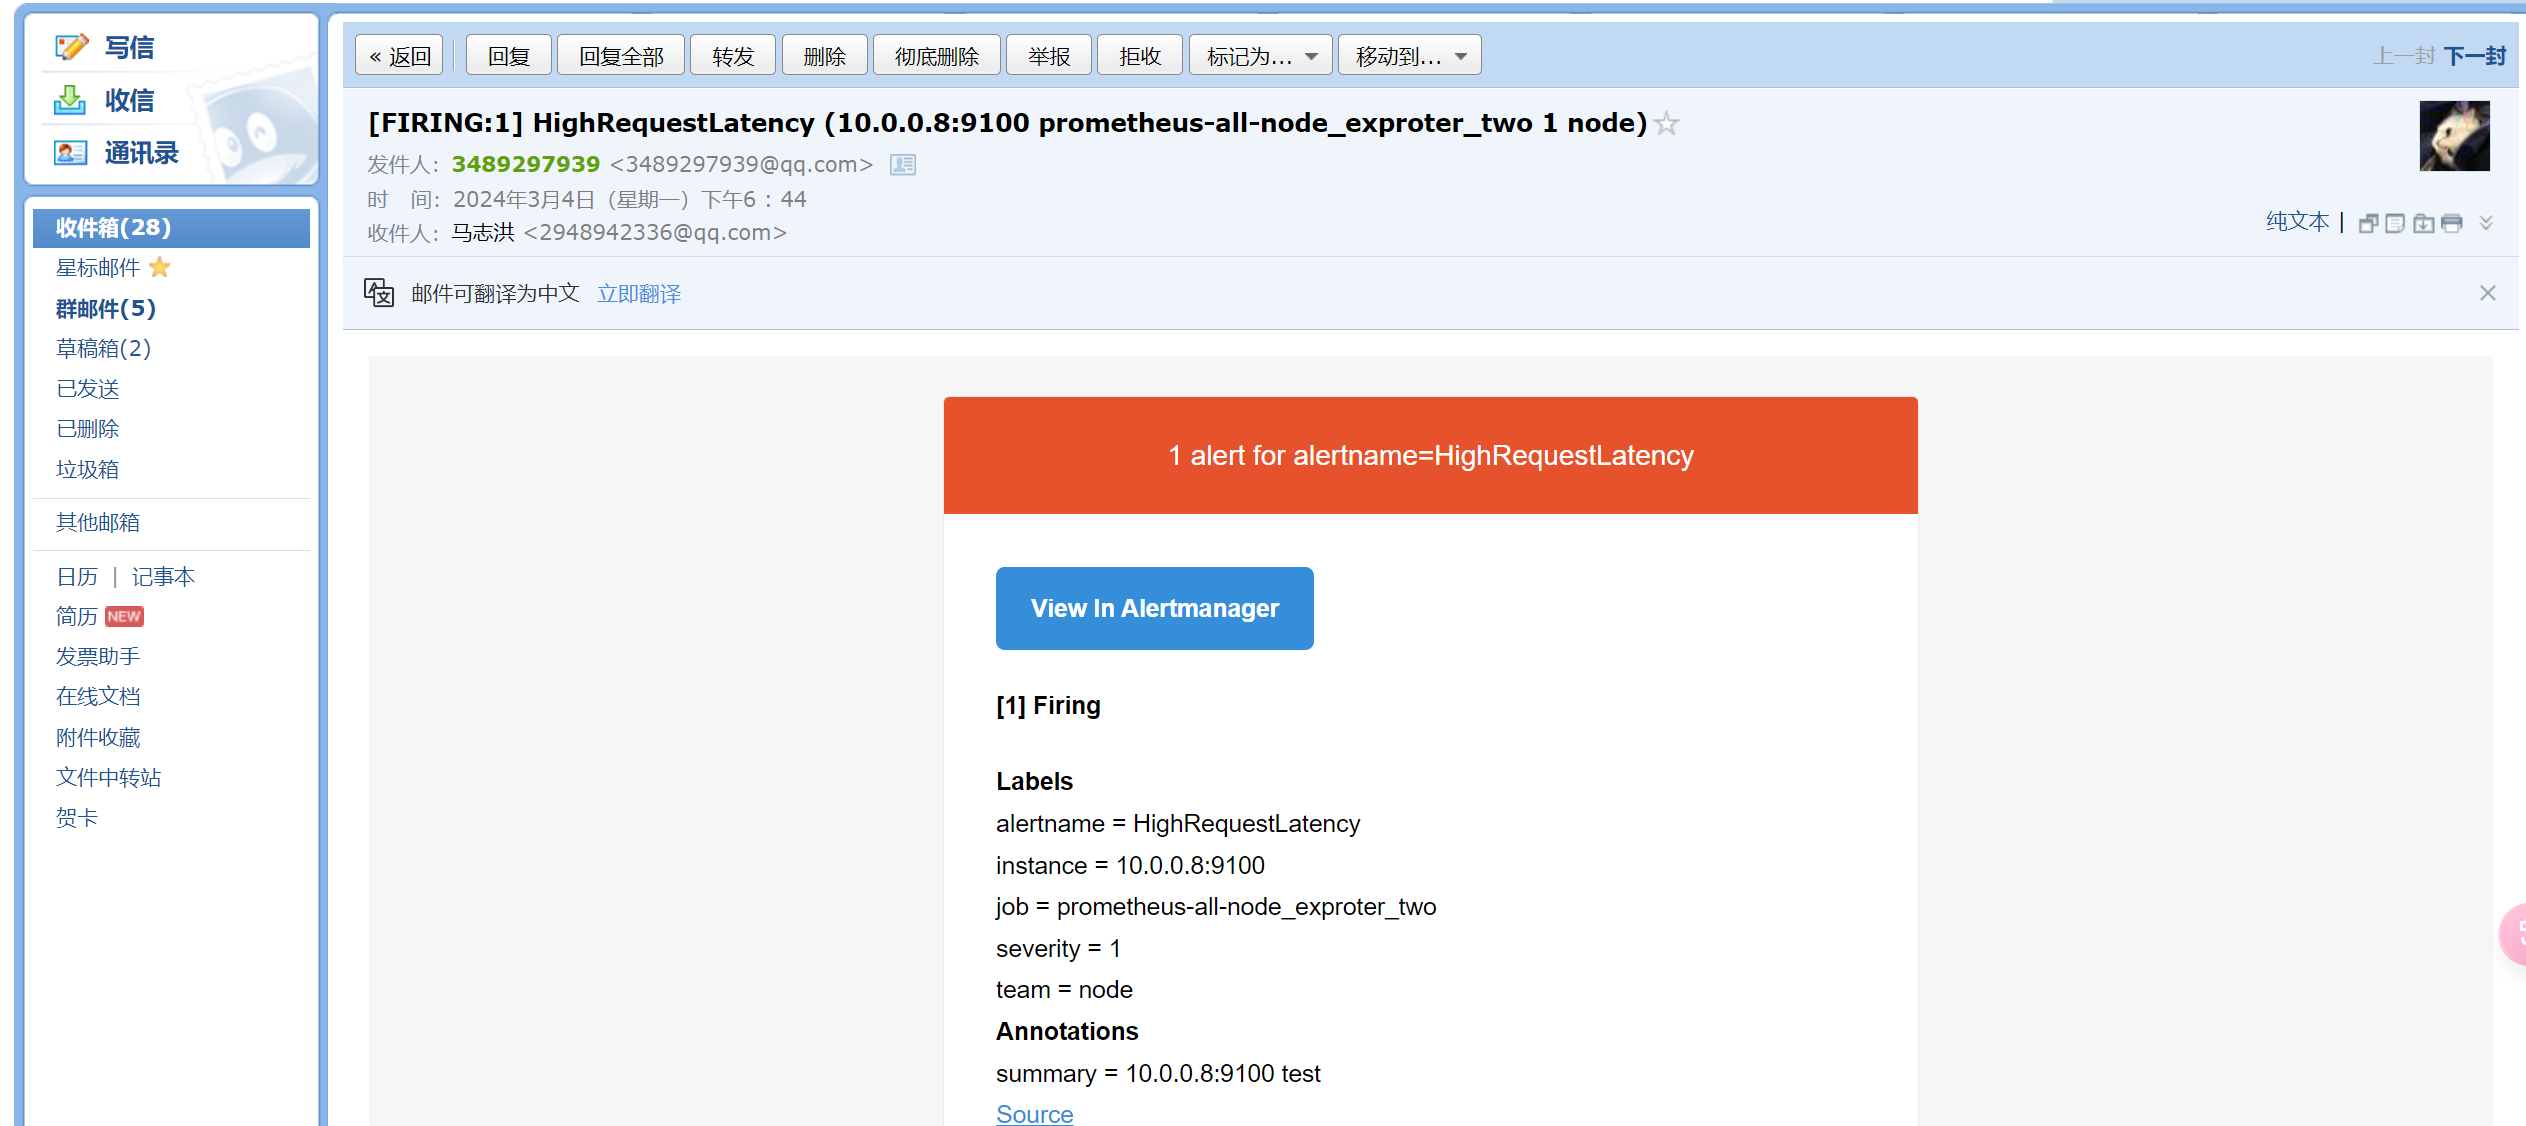 写信
收信
通讯录
收件箱(28)
星标邮件
群邮件(5)
草稿箱(2)
已发送
已删除
垃圾箱
其他邮箱
日历 | 记事本
简历 NEW
发票助手
在线文档
附件收藏
文件中转站
贺卡
« 返回 回复 回复全部 转发 删除 彻底删除 举报 拒收 标记为... 移动到... 上一封 下一封
[FIRING:1] HighRequestLatency (10.0.0.8:9100 prometheus-all-node_exproter_two 1 node)
发件人: 3489297939 <3489297939@qq.com>
时 间: 2024年3月4日 (星期一) 下午6:44
收件人: 马志洪 <2948942336@qq.com>
纯文本 |
邮件可翻译为中文 立即翻译
1 alert for alertname=HighRequestLatency
View In Alertmanager
[1] Firing
Labels
alertname = HighRequestLatency
instance = 10.0.0.8:9100
job = prometheus-all-node_exproter_two
severity = 1
team = node
Annotations
summary = 10.0.0.8:9100 test
Source